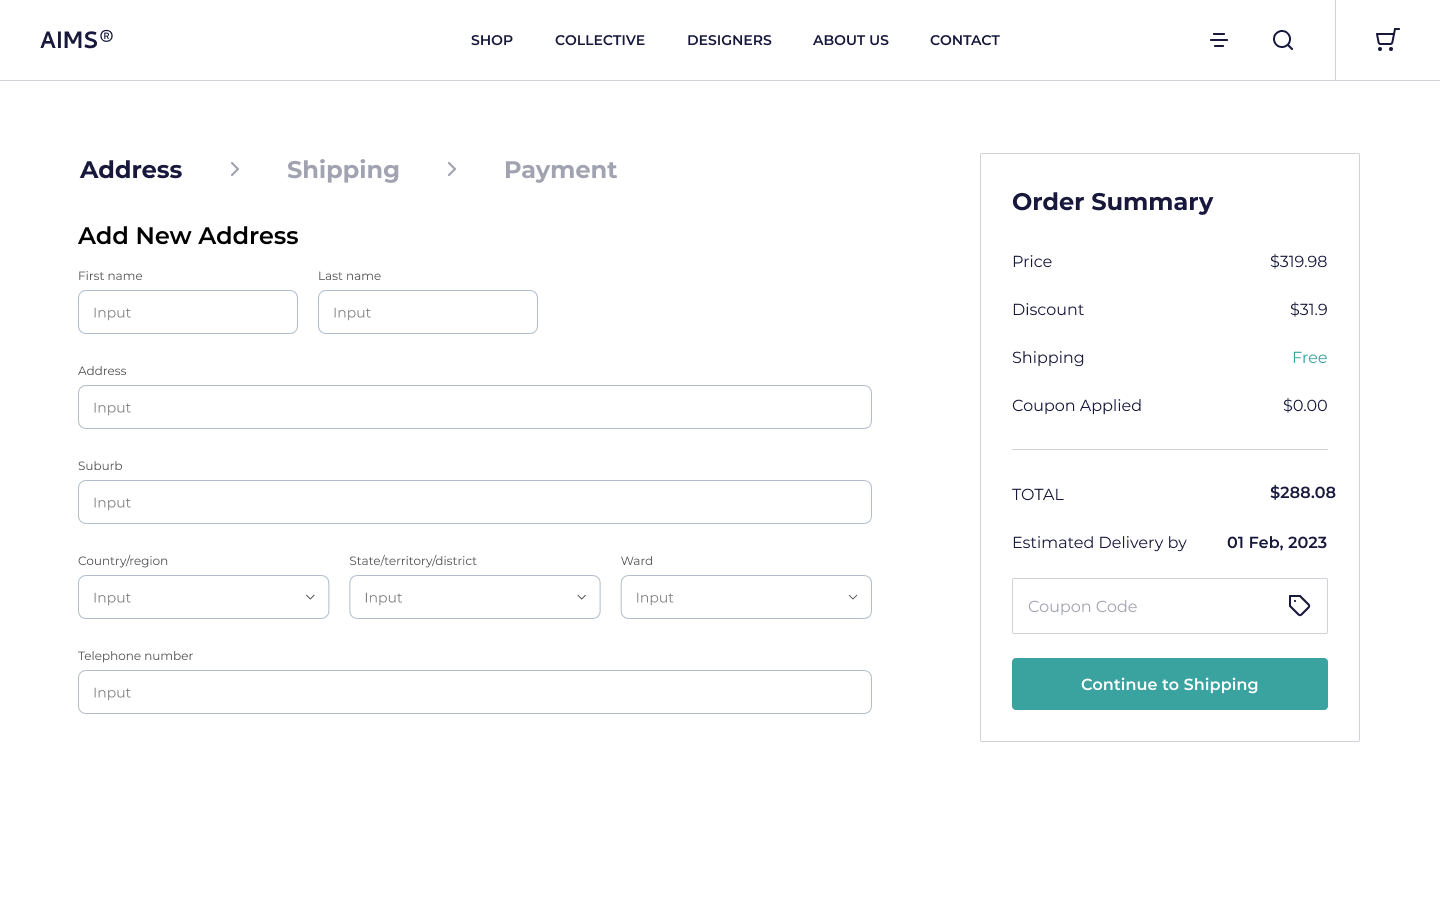 AIMS®
SHOP COLLECTIVE DESIGNERS ABOUT US CONTACT
Address Shipping Payment
Add New Address
First name Last name
Input Input
Address
Input
Suburb
Input
Country/region State/territory/district Ward
Input Input Input
Telephone number
Input
Order Summary
Price $319.98
Discount $31.9
Shipping Free
Coupon Applied $0.00
TOTAL $288.08
Estimated Delivery by 01 Feb, 2023
Coupon Code
Continue to Shipping